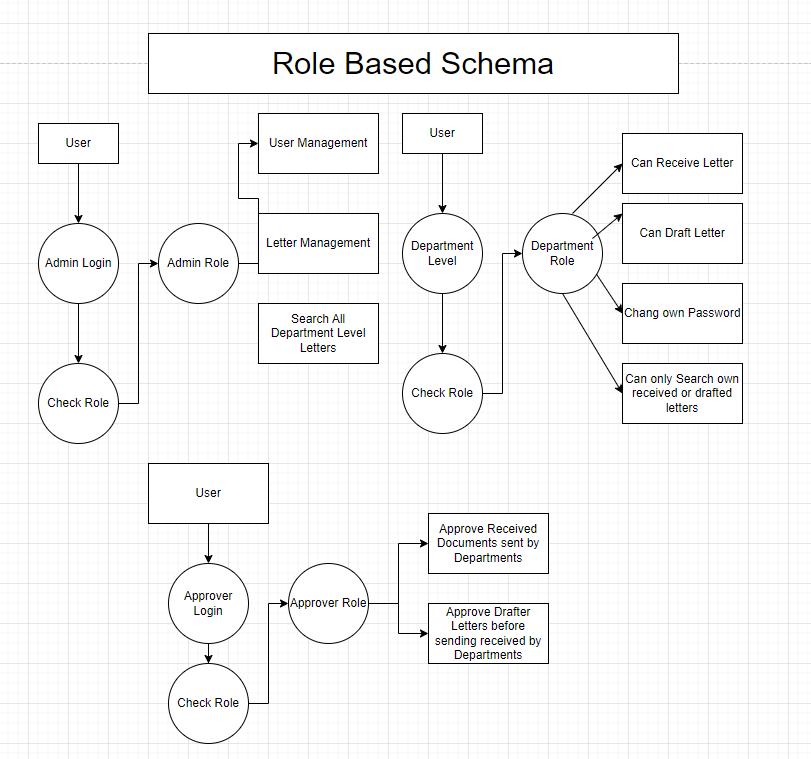 Role Based Schema
User
Admin Login
Check Role
Admin Role
User Management
Letter Management
Search All
Department Level
Letters
User
Department
Level
Check Role
Department
Role
Can Receive Letter
Can Draft Letter
Chang own Password
Can only Search own
received or drafted
letters
User
Approver
Login
Check Role
Approver Role
Approve Received
Documents sent by
Departments
Approve Drafter
Letters before
sending received by
Departments